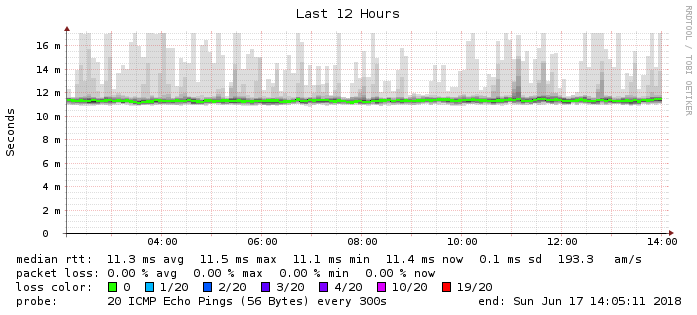 Last 12 Hours
RRDTOOL / TOBI OETIKER
Seconds
16 m
14 m
12 m
10 m
8 m
6 m
4 m
2 m
0
04:00 06:00 08:00 10:00 12:00 14:00
median rtt: 11.3 ms avg 11.5 ms max 11.1 ms min 11.4 ms now 0.1 ms sd 193.3 am/s
packet loss: 0.00 % avg 0.00 % max 0.00 % min 0.00 % now
loss color: 0 1/20 2/20 3/20 4/20 10/20 19/20
probe: 20 ICMP Echo Pings (56 Bytes) every 300s end: Sun Jun 17 14:05:11 2018